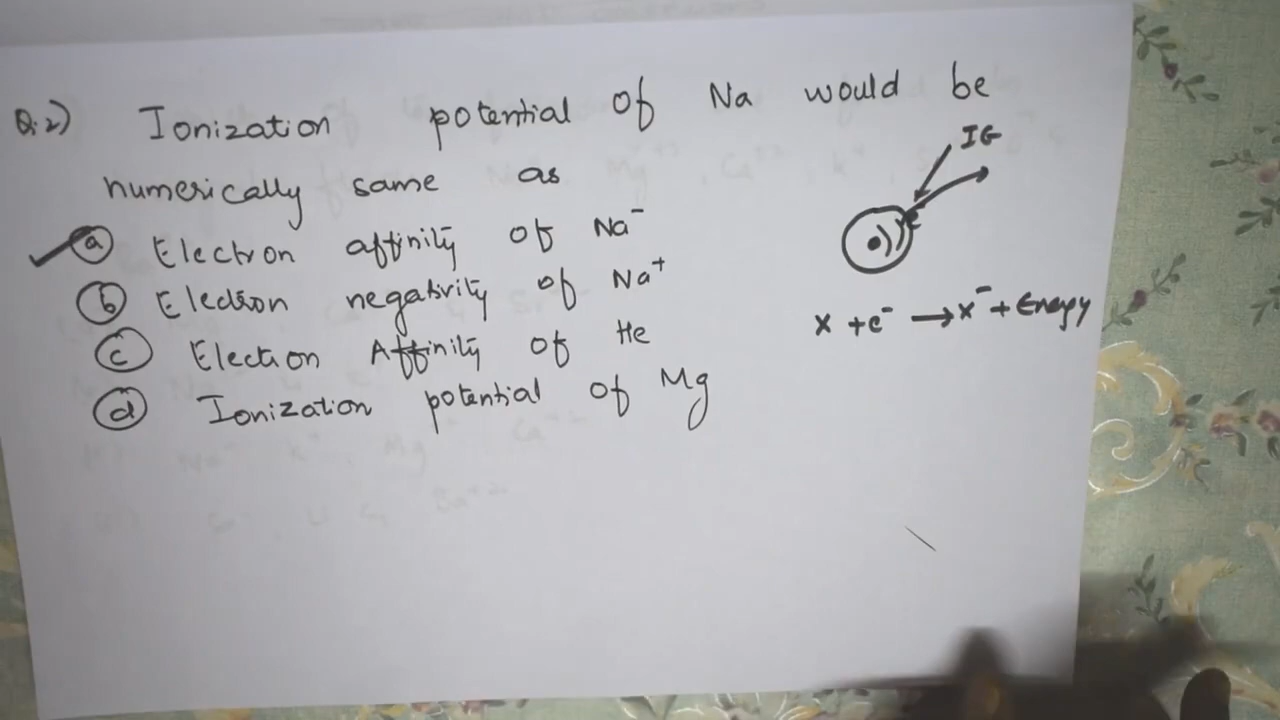 Q.2) Ionization potential of Na would be
numerically same as
a Electron affinity of Na⁻
b Electron negativity of Na⁺
c Election Affinity of He
d Ionization potential of Mg
IG
X + e⁻ → X⁻ + Energy